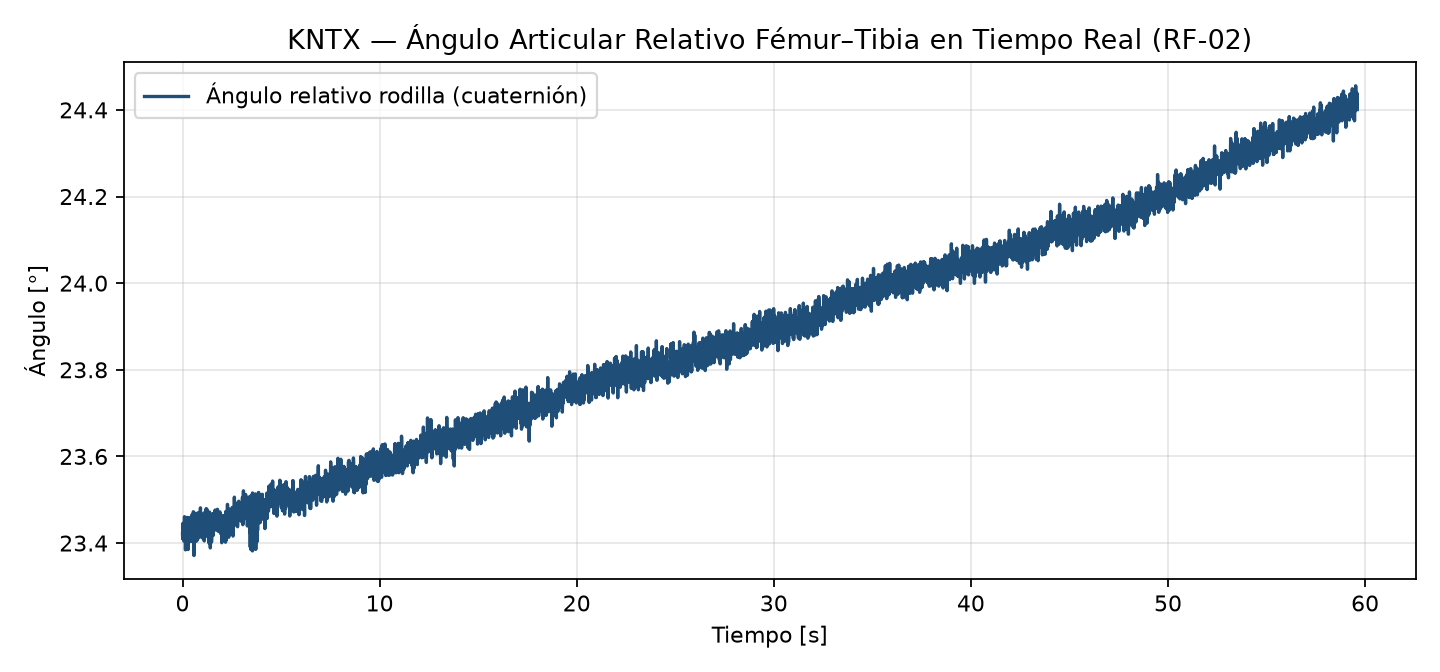 KNTX — Ángulo Articular Relativo Fémur–Tibia en Tiempo Real (RF-02)
Ángulo relativo rodilla (cuaternión)
24.4
24.2
24.0
23.8
23.6
23.4
Ángulo [°]
0 10 20 30 40 50 60
Tiempo [s]